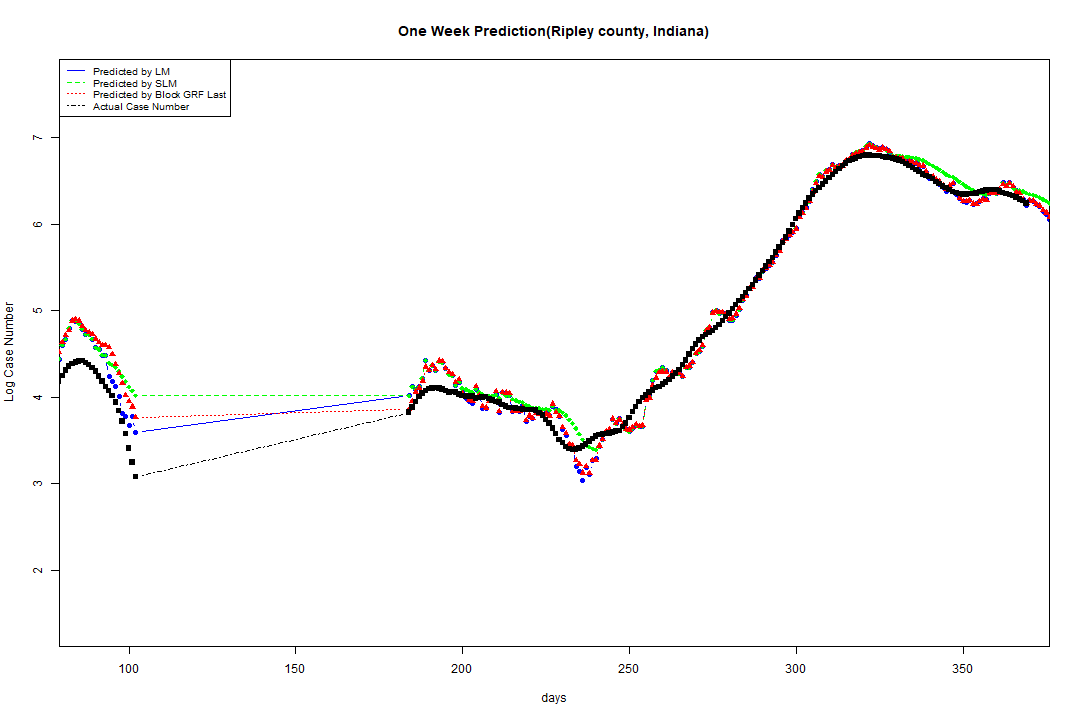 One Week Prediction(Ripley county, Indiana)
Predicted by LM
Predicted by SLM
Predicted by Block GRF Last
Actual Case Number
Log Case Number
7
6
5
4
3
2
100 150 200 250 300 350
days